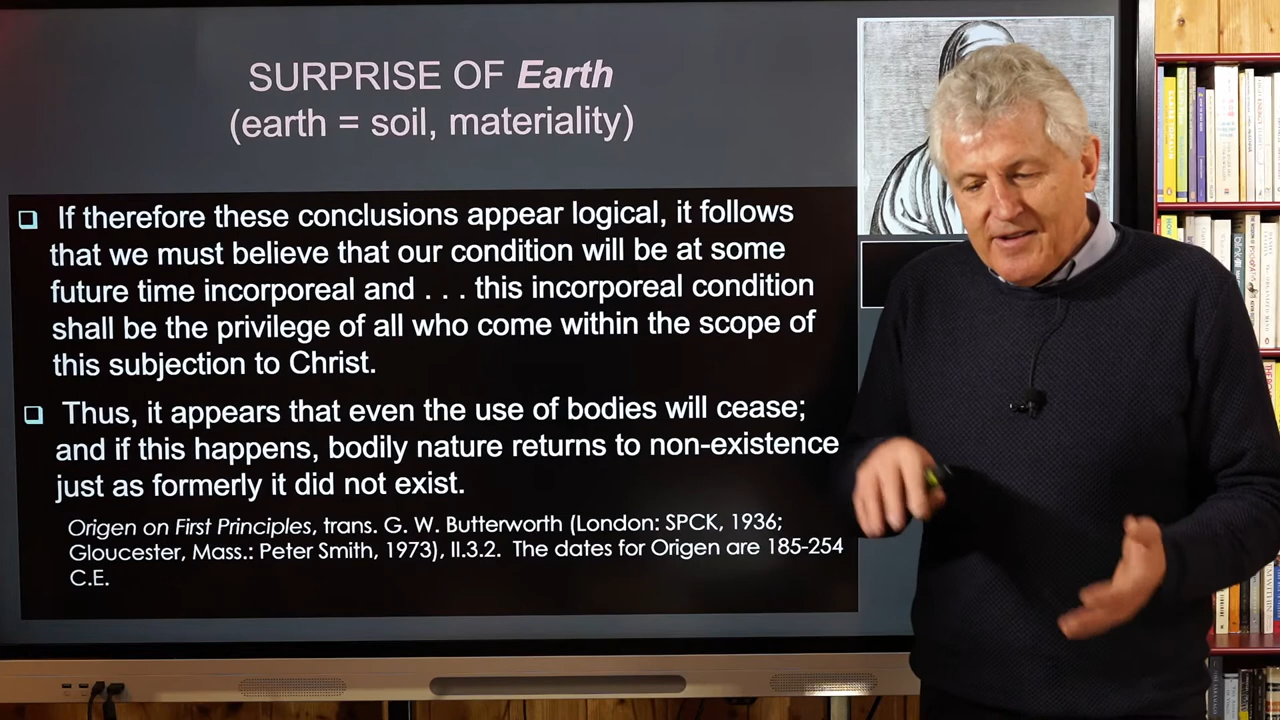 SURPRISE OF Earth
(earth = soil, materiality)
If therefore these conclusions appear logical, it follows
that we must believe that our condition will be at some
future time incorporeal and . . . this incorporeal condition
shall be the privilege of all who come within the scope of
this subjection to Christ.
Thus, it appears that even the use of bodies will cease;
and if this happens, bodily nature returns to non-existence
just as formerly it did not exist.
Origen on First Principles, trans. G. W. Butterworth (London: SPCK, 1936;
Gloucester, Mass.: Peter Smith, 1973), II.3.2. The dates for Origen are 185-254
C.E.